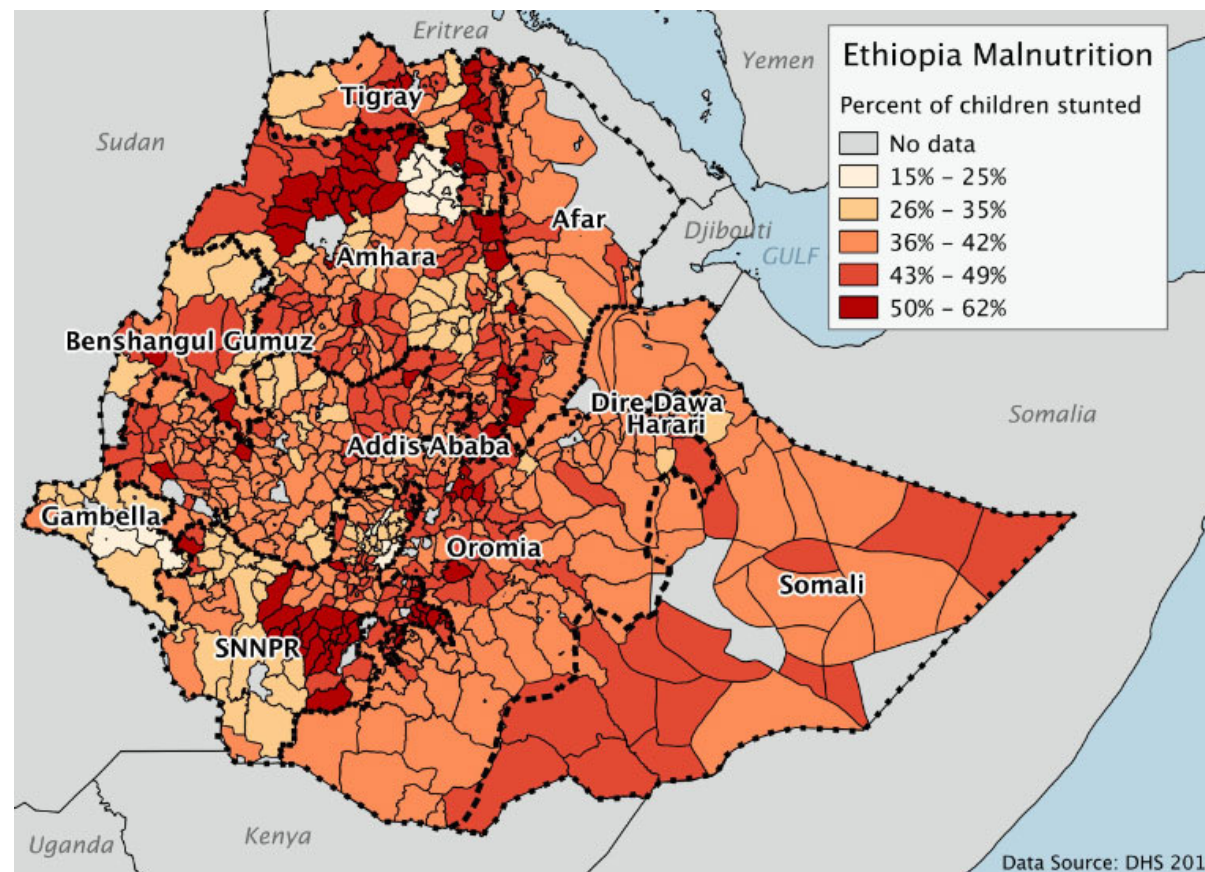 Eritrea
Yemen
Ethiopia Malnutrition
Percent of children stunted
No data
15% – 25%
26% – 35%
36% – 42%
43% – 49%
50% – 62%
Tigray
Sudan
Afar
Djibouti
GULF
Amhara
Benshangul Gumuz
Dire Dawa
Harari
Somalia
Addis Ababa
Gambella
Oromia
Somali
SNNPR
Kenya
Uganda
Data Source: DHS 201